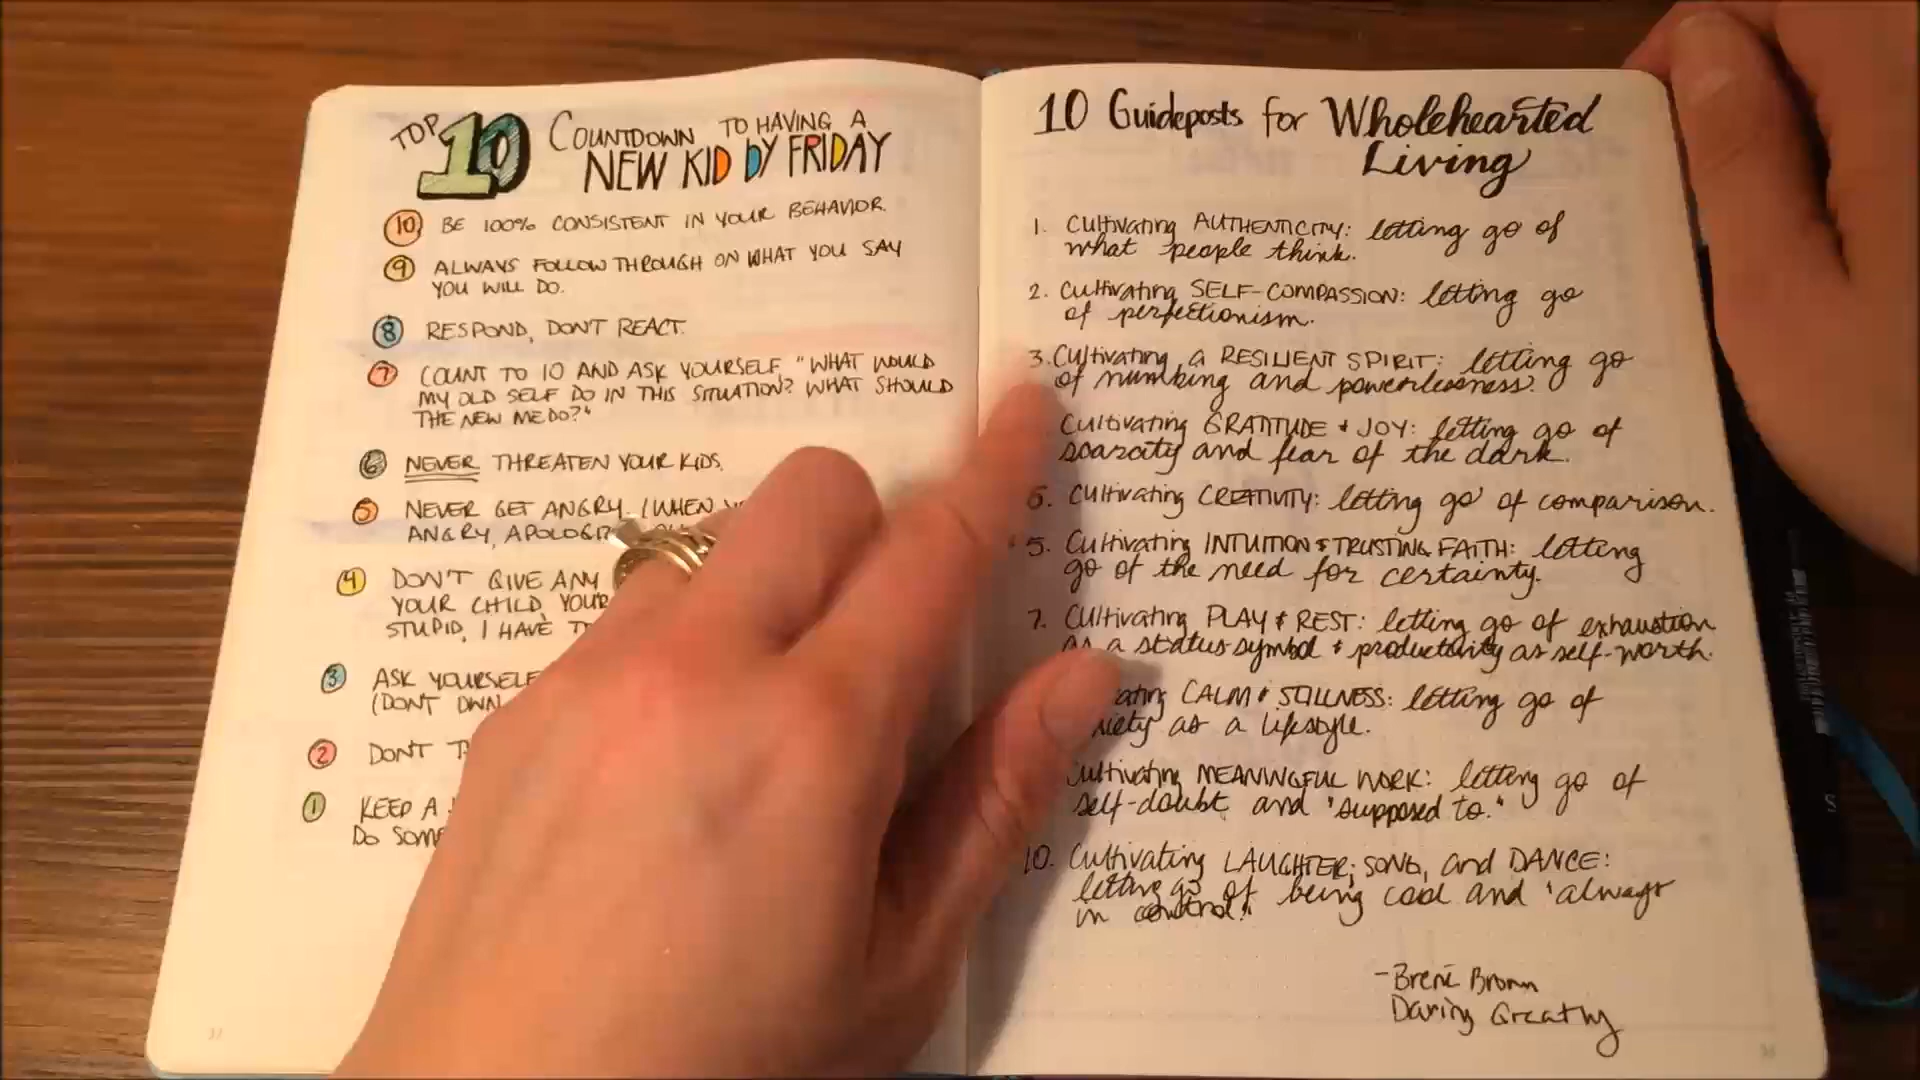 TOP 10 COUNTDOWN TO HAVING A
NEW KID BY FRIDAY
10 BE 100% CONSISTENT IN YOUR BEHAVIOR.
9 ALWAYS FOLLOW THROUGH ON WHAT YOU SAY
YOU WILL DO.
8 RESPOND, DON'T REACT.
7 COUNT TO 10 AND ASK YOURSELF, "WHAT WOULD
MY OLD SELF DO IN THIS SITUATION? WHAT SHOULD
THE NEW ME DO?"
6 NEVER THREATEN YOUR KIDS.
5 NEVER GET ANGRY. (WHEN
ANGRY,
4 DON'T GIVE ANY
YOUR CHILD,
STUPID, I HAVE
3 ASK YOURSELF
(DON'T OWN
2 DON'T
1 KEEP A
DO
10 Guideposts for Wholehearted
Living
1. Cultivating AUTHENTICITY: letting go of
what people think.
2. Cultivating SELF-COMPASSION: letting go
of perfectionism.
3. Cultivating a RESILIENT SPIRIT: letting go
of numbing and powerlessness.
Cultivating GRATITUDE + JOY: letting go of
scarcity and fear of the dark.
6. Cultivating CREATIVITY: letting go of comparison.
5. Cultivating INTUITION & TRUSTING FAITH: letting
go of the need for certainty.
7. Cultivating PLAY & REST: letting go of exhaustion
as a status symbol + productivity as self-worth.
CALM & STILLNESS: letting go of
as a lifestyle.
Cultivating MEANINGFUL WORK: letting go of
self-doubt and "supposed to."
10. Cultivating LAUGHTER, SONG, and DANCE:
letting go of being cool and "always
in control."
-Brené Brown
Daring Greatly